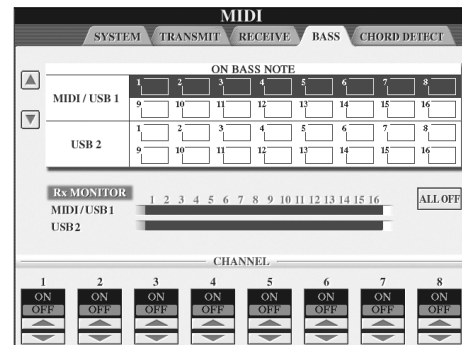 MIDI
SYSTEM TRANSMIT RECEIVE BASS CHORD DETECT
ON BASS NOTE
MIDI / USB 1
1 2 3 4 5 6 7 8
9 10 11 12 13 14 15 16
USB 2
1 2 3 4 5 6 7 8
9 10 11 12 13 14 15 16
Rx MONITOR
1 2 3 4 5 6 7 8 9 10 11 12 13 14 15 16
ALL OFF
MIDI/USB1
USB2
CHANNEL
1 2 3 4 5 6 7 8
ON ON ON ON ON ON ON ON
OFF OFF OFF OFF OFF OFF OFF OFF